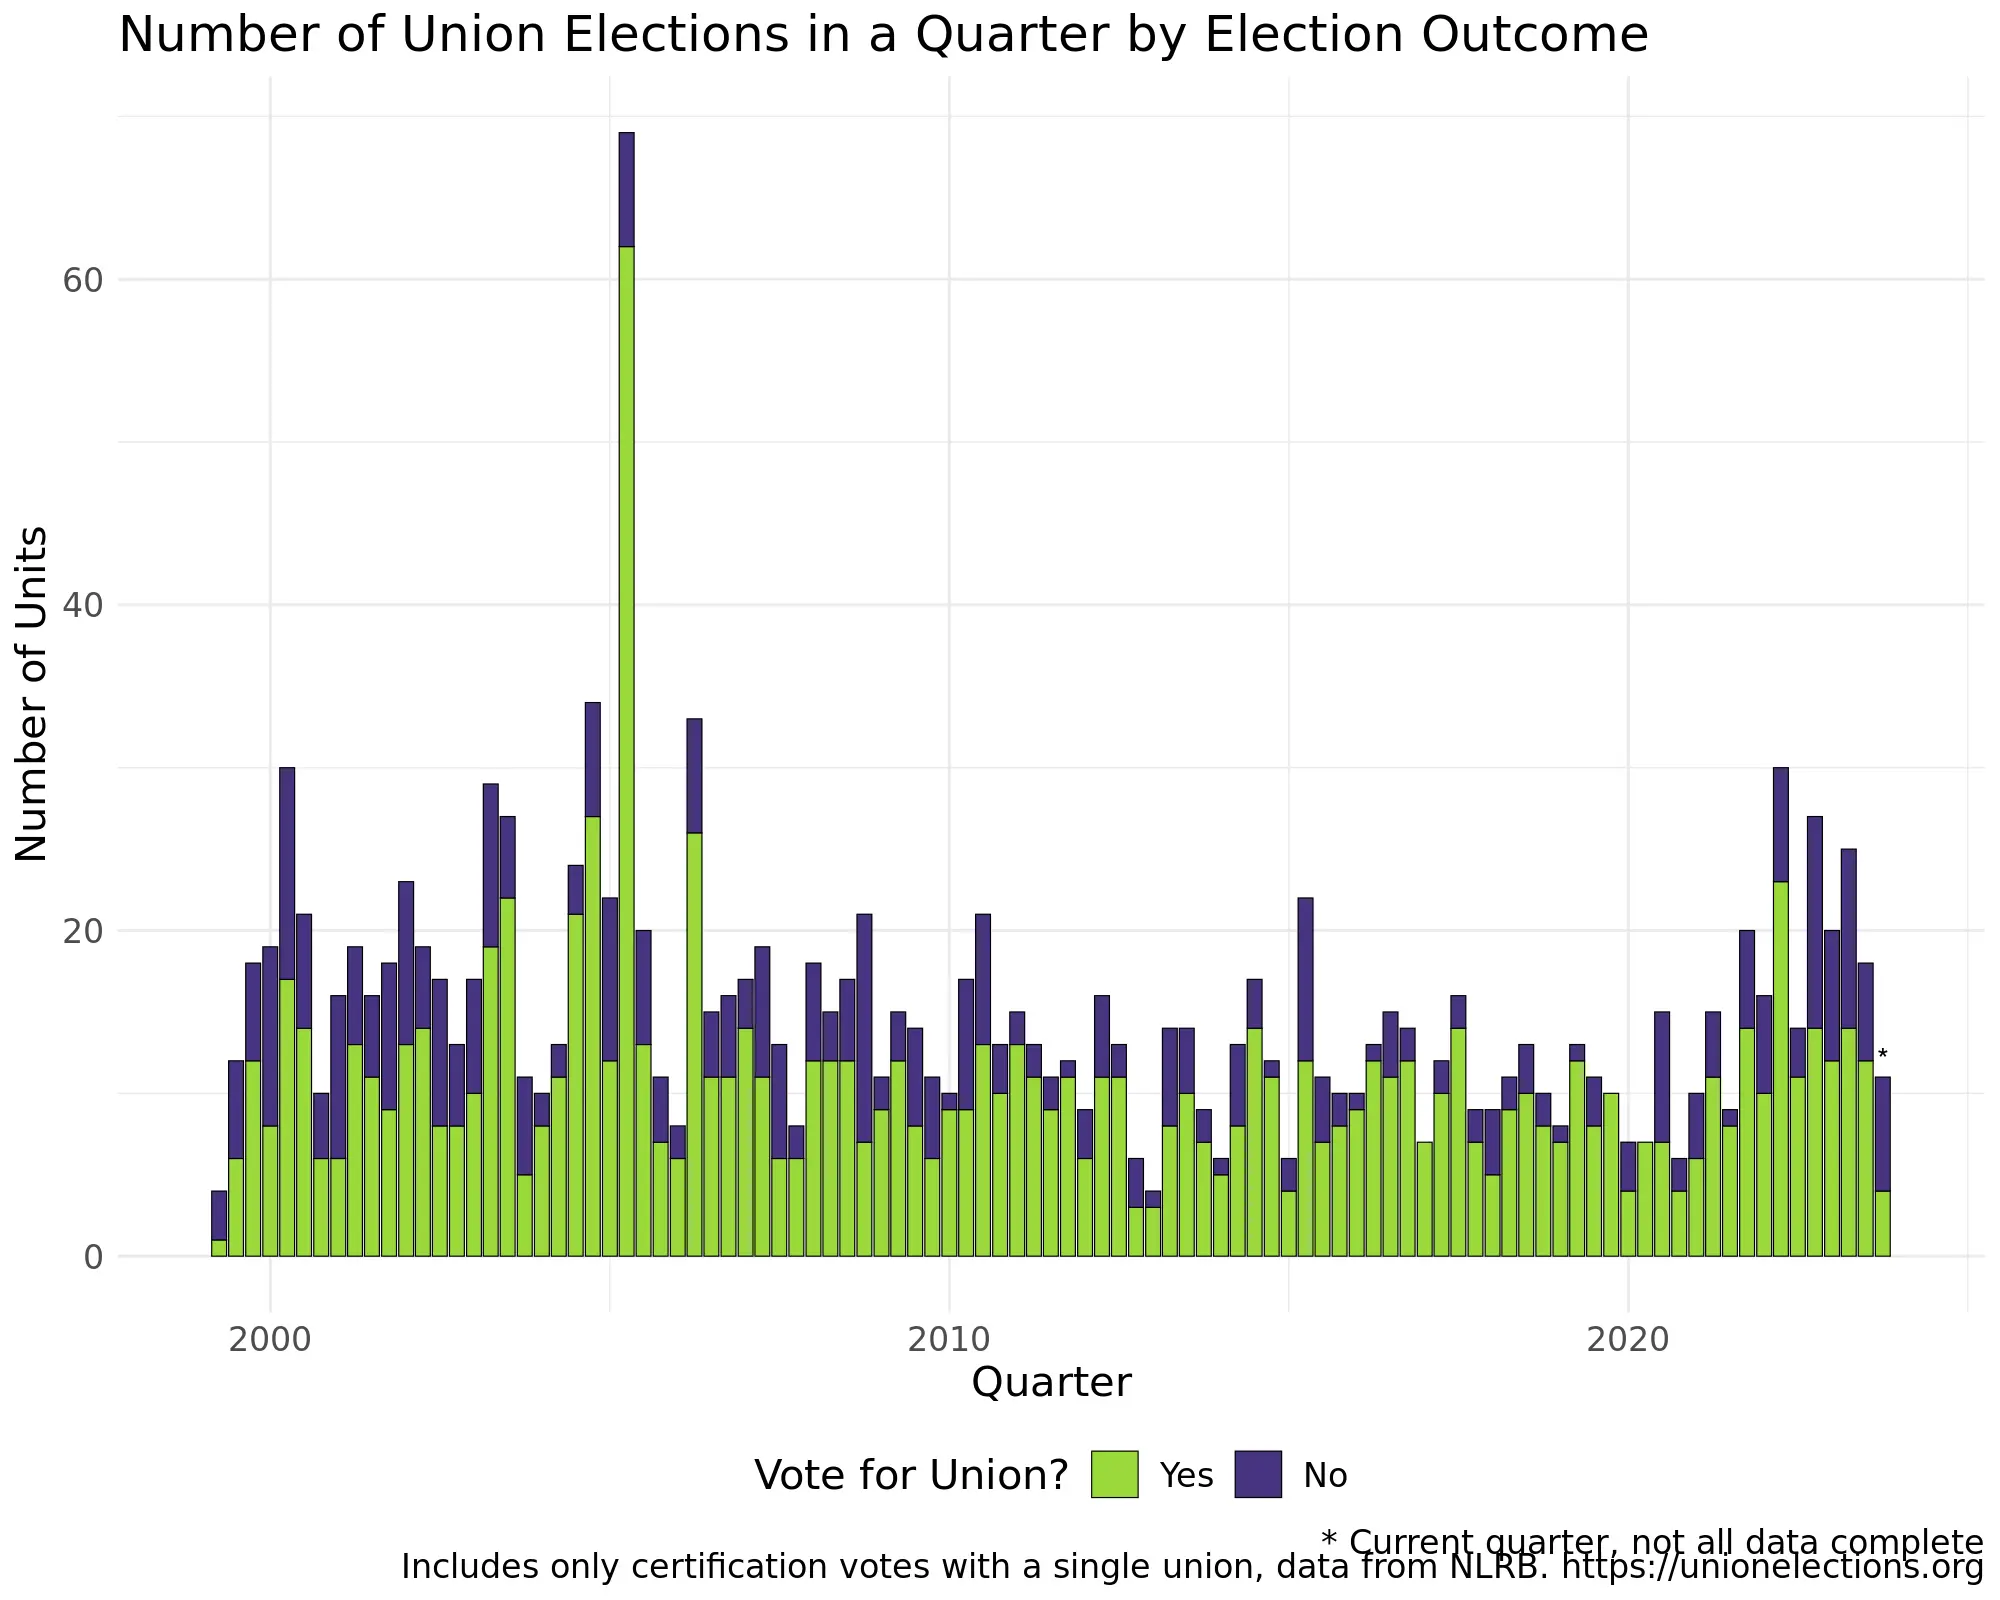 Number of Union Elections in a Quarter by Election Outcome
Number of Units
60
40
20
0
*
2000 2010 2020
Quarter
Vote for Union? Yes No
* Current quarter, not all data complete
Includes only certification votes with a single union, data from NLRB. https://unionelections.org